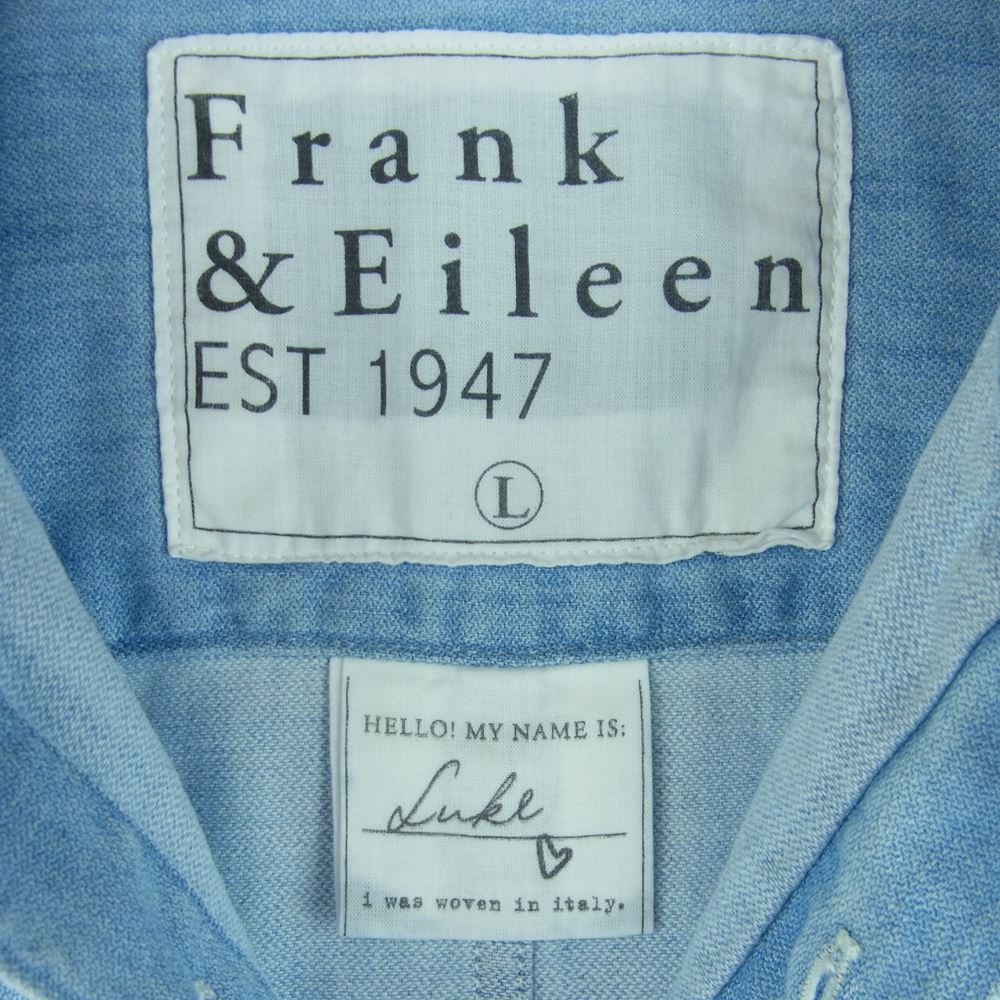 Frank
& Eileen
EST 1947
L
HELLO! MY NAME IS:
Luke
i was woven in italy.